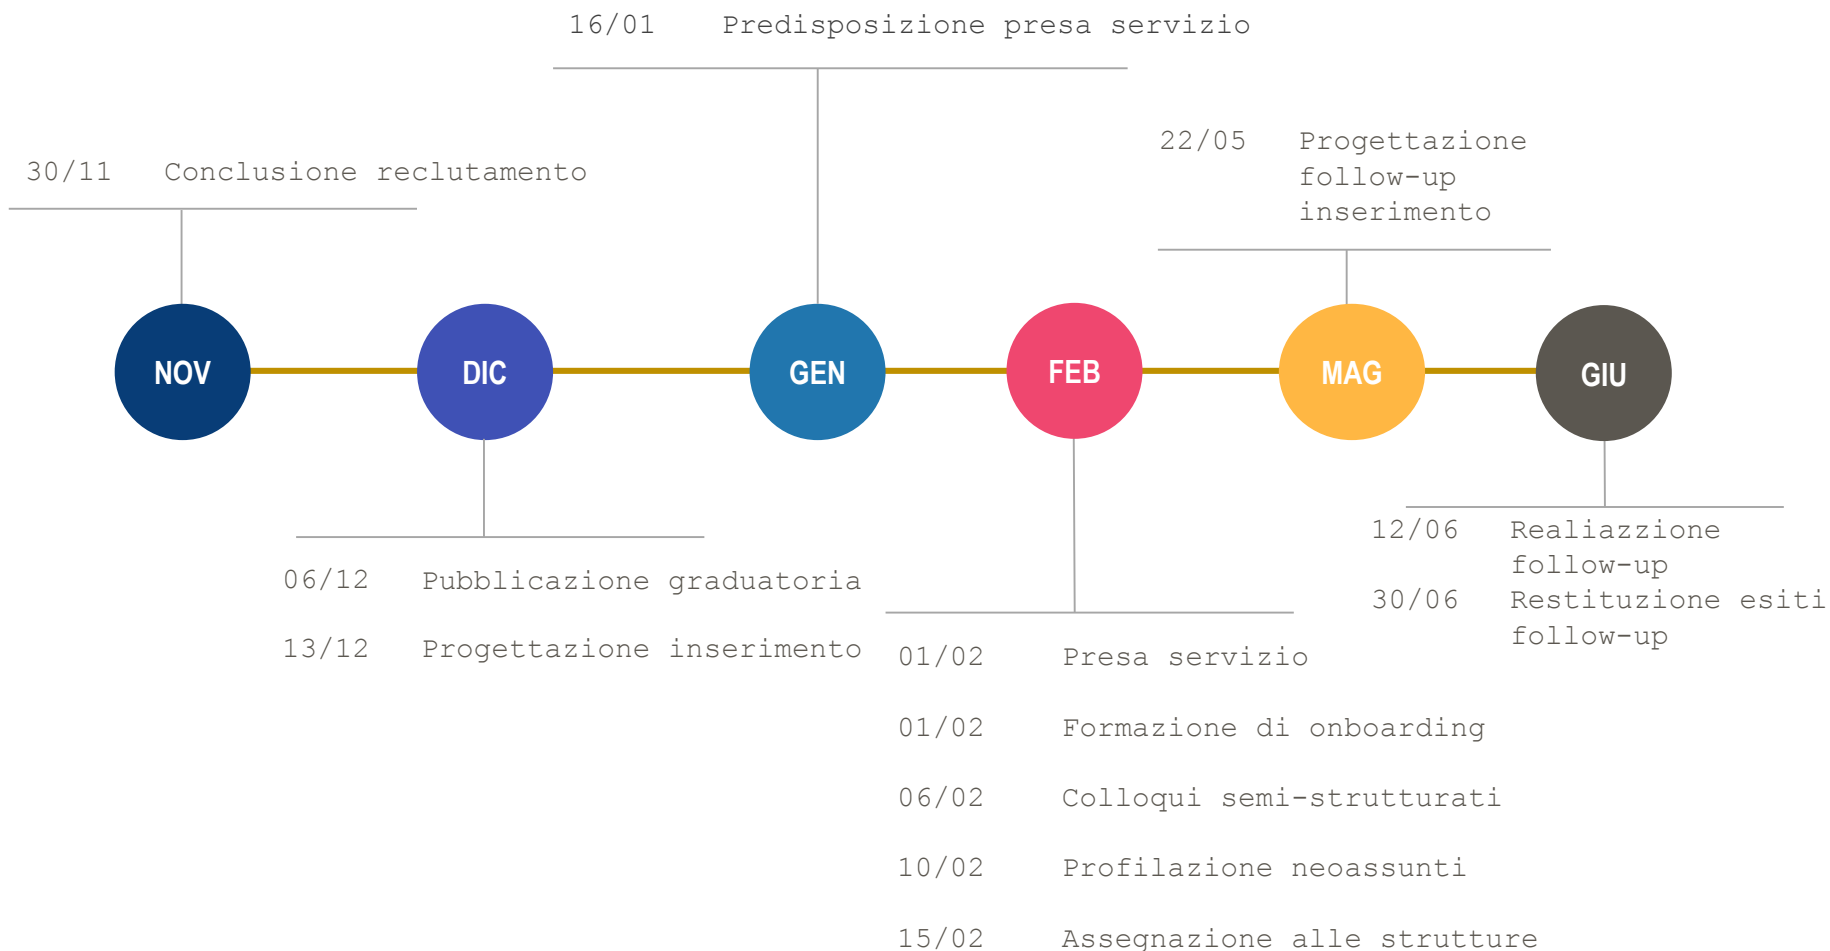 16/01 Predisposizione presa servizio
30/11 Conclusione reclutamento
22/05 Progettazione
follow-up
inserimento
NOV
DIC
GEN
FEB
MAG
GIU
06/12 Pubblicazione graduatoria
13/12 Progettazione inserimento
01/02 Presa servizio
01/02 Formazione di onboarding
06/02 Colloqui semi-strutturati
10/02 Profilazione neoassunti
15/02 Assegnazione alle strutture
12/06 Realiazzione
follow-up
30/06 Restituzione esiti
follow-up